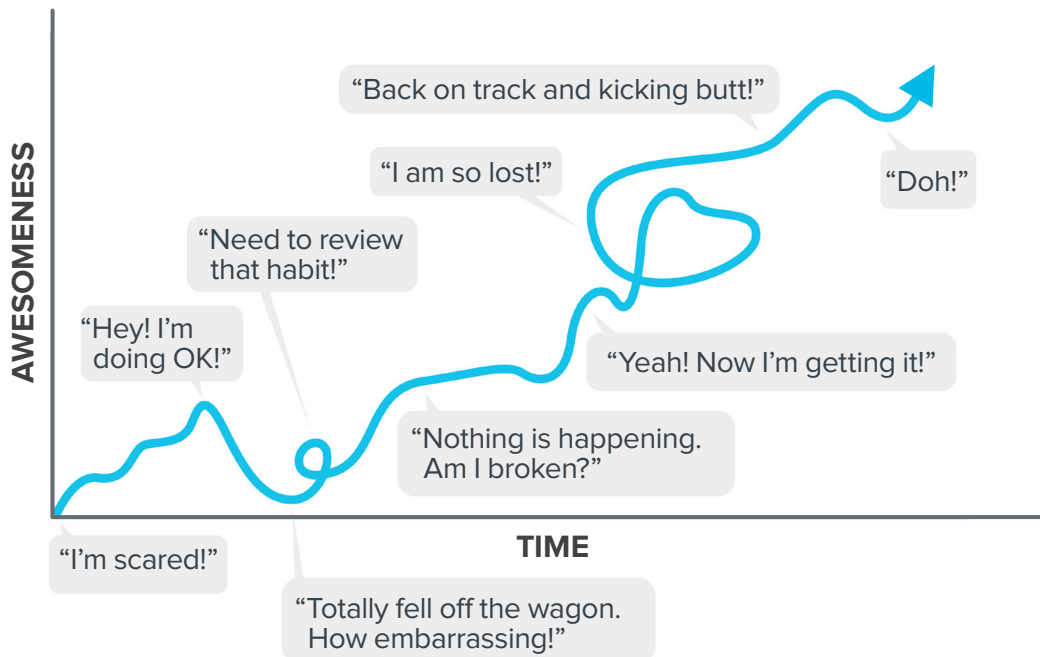 AWESOMENESS
“Back on track and kicking butt!”
“I am so lost!”
“Doh!”
“Need to review
that habit!”
“Hey! I’m
doing OK!”
“Yeah! Now I’m getting it!”
“Nothing is happening.
Am I broken?”
TIME
“I’m scared!”
“Totally fell off the wagon.
How embarrassing!”